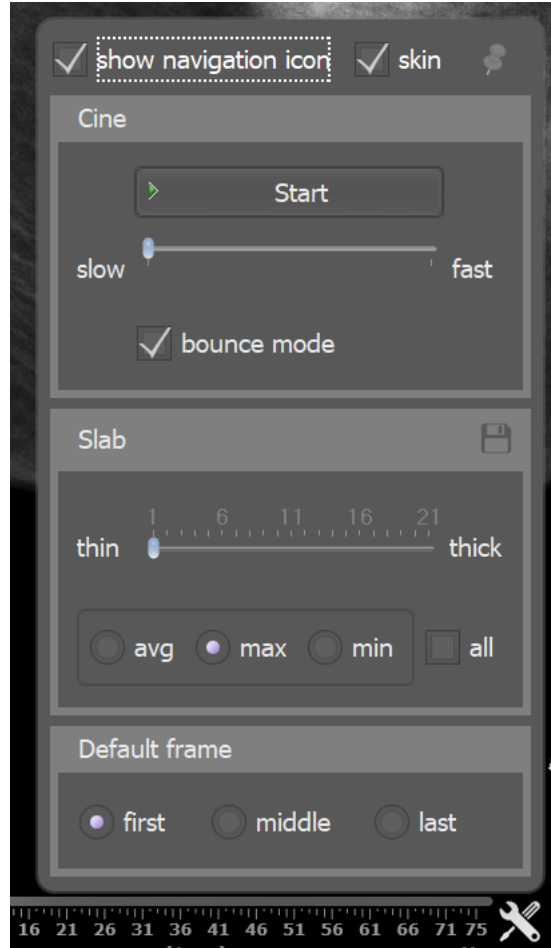 show navigation icon skin
Cine
Start
slow fast
bounce mode
Slab
1 6 11 16 21
thin thick
avg max min all
Default frame
first middle last
16 21 26 31 36 41 46 51 56 61 66 71 75